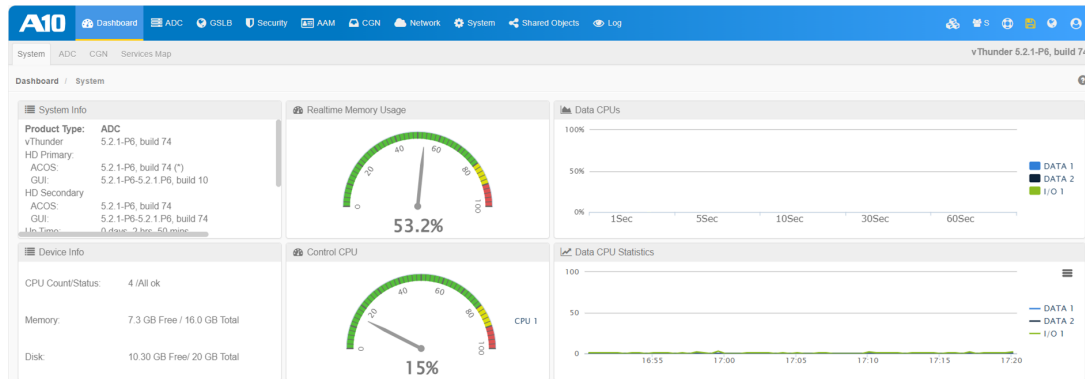 A10 Dashboard ADC GSLB Security AAM CGN Network System Shared Objects Log S
System ADC CGN Services Map vThunder 5.2.1-P6, build 74
Dashboard / System
System Info
Product Type: ADC
vThunder 5.2.1-P6, build 74
HD Primary:
ACOS: 5.2.1-P6, build 74 (*)
GUI: 5.2.1-P6-5.2.1.P6, build 10
HD Secondary
ACOS: 5.2.1-P6, build 74
GUI: 5.2.1-P6-5.2.1.P6, build 74
Up Time: 0 days, 2 hrs, 50 mins
Realtime Memory Usage
0 20 40 60 80 100
53.2%
Data CPUs
100%
50%
0%
1Sec 5Sec 10Sec 30Sec 60Sec
DATA 1
DATA 2
I/O 1
Device Info
CPU Count/Status: 4 /All ok
Memory: 7.3 GB Free / 16.0 GB Total
Disk: 10.30 GB Free/ 20 GB Total
Control CPU
0 20 40 60 80 100
CPU 1
15%
Data CPU Statistics
100
50
0
16:55 17:00 17:05 17:10 17:15 17:20
DATA 1
DATA 2
I/O 1